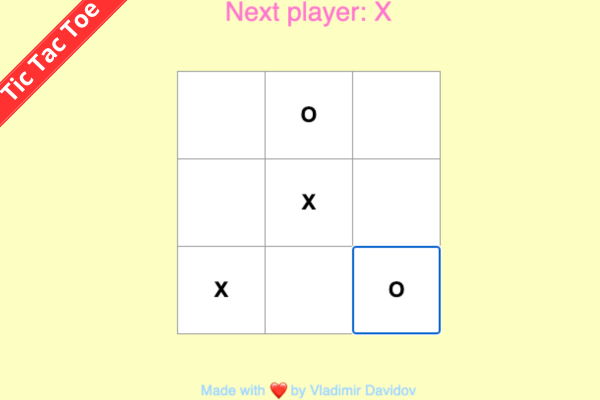 Next player: X
Tic Tac Toe
O
X
X O
Made with ❤️ by Vladimir Davidov